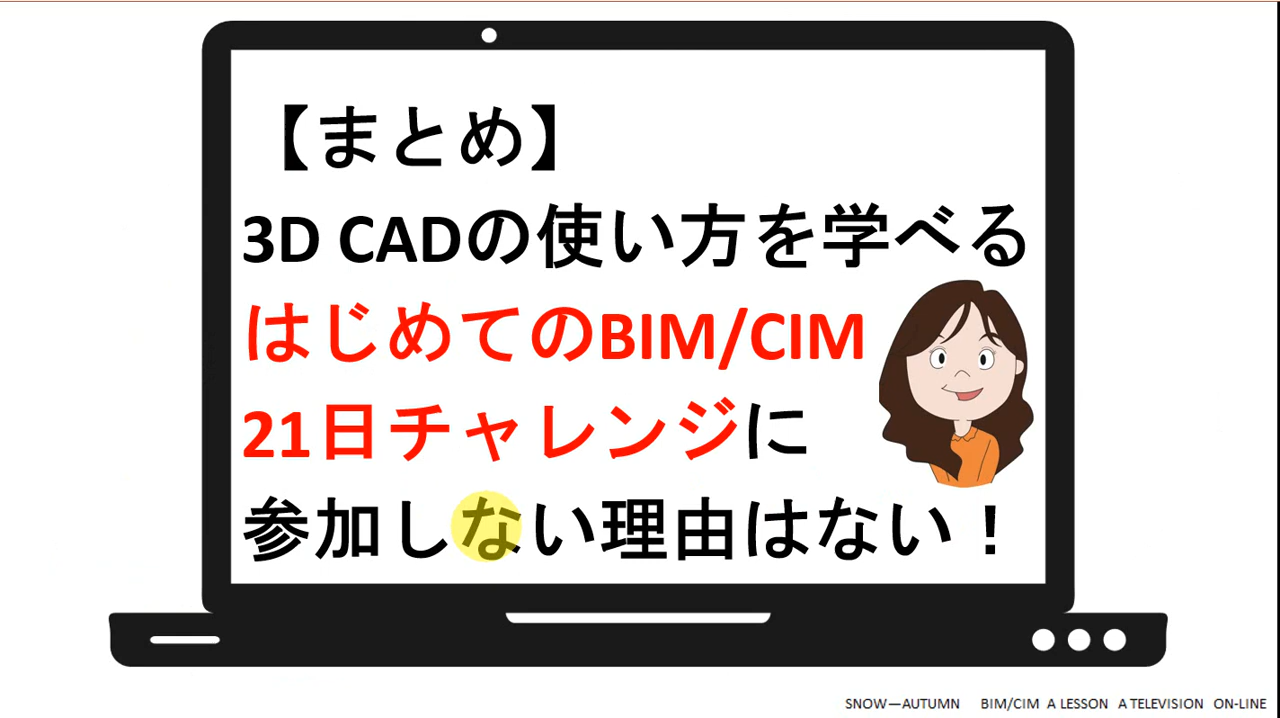 【まとめ】
3D CADの使い方を学べる
はじめてのBIM/CIM
21日チャレンジに
参加しない理由はない！
SNOW—AUTUMN BIM/CIM A LESSON A TELEVISION ON-LINE